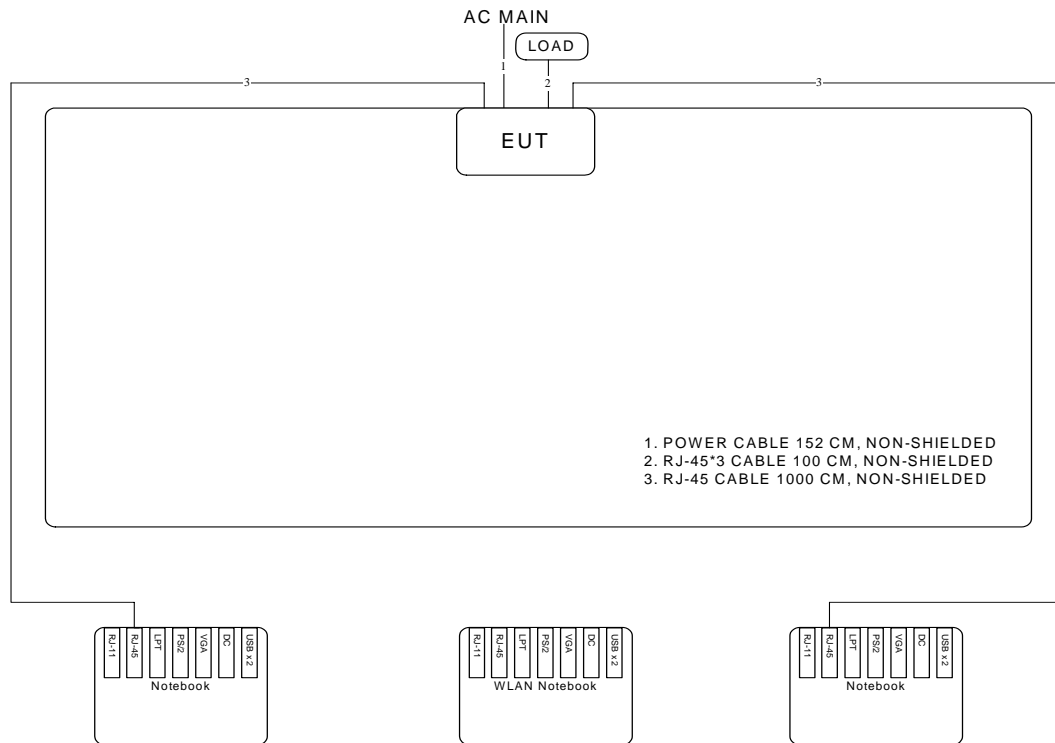 AC MAIN
LOAD
3
1
2
3
EUT
1. POWER CABLE 152 CM, NON-SHIELDED
2. RJ-45*3 CABLE 100 CM, NON-SHIELDED
3. RJ-45 CABLE 1000 CM, NON-SHIELDED
RJ-11
RJ-45
LPT
PS/2
VGA
DC
USB x 2
Notebook
RJ-11
RJ-45
LPT
PS/2
VGA
DC
USB x 2
WLAN Notebook
RJ-11
RJ-45
LPT
PS/2
VGA
DC
USB x 2
Notebook